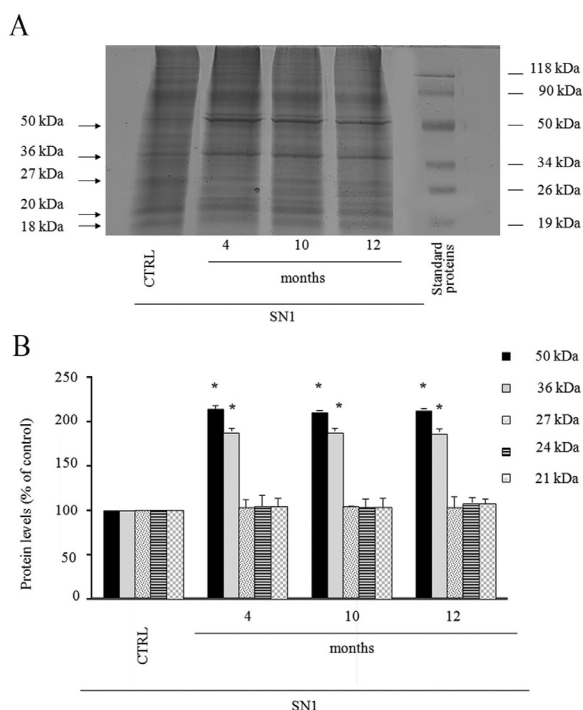 A
50 kDa
36 kDa
27 kDa
20 kDa
18 kDa
118 kDa
90 kDa
50 kDa
34 kDa
26 kDa
19 kDa
CTRL
4 10 12
months
Standard
proteins
SN1
B
Protein levels (% of control)
250
200
150
100
50
0
* * * * * *
50 kDa
36 kDa
27 kDa
24 kDa
21 kDa
CTRL
4 10 12
months
SN1